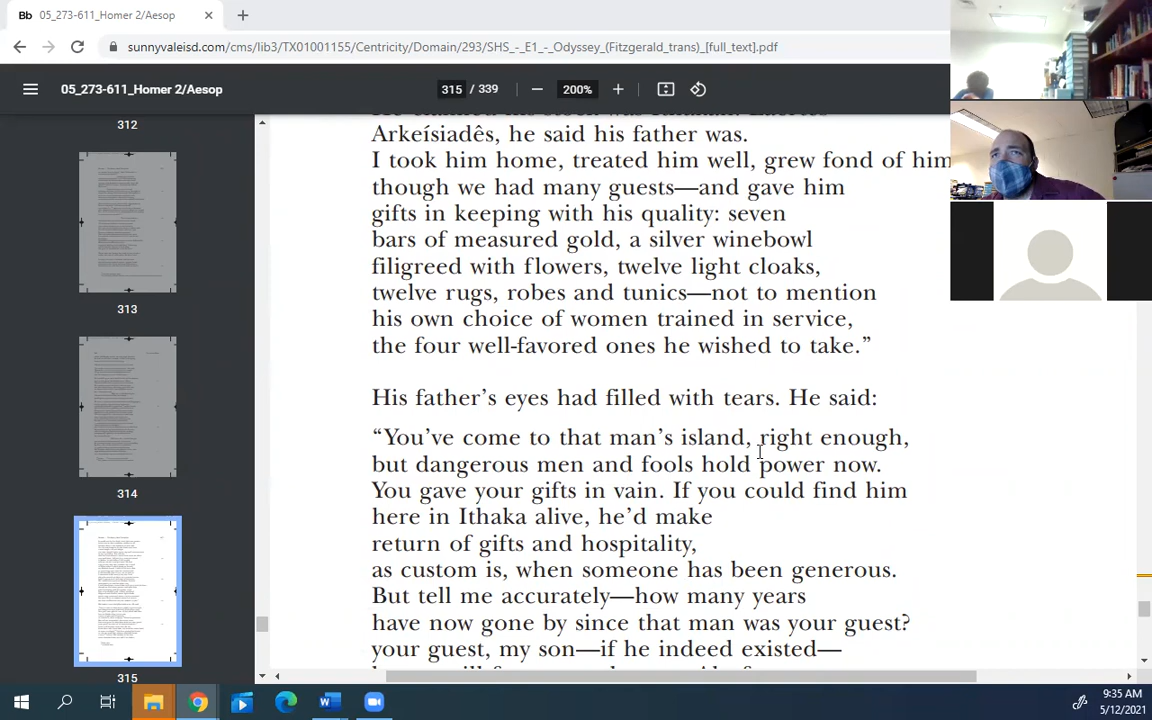 Bb 05_273-611_Homer 2/Aesop
sunnyvaleisd.com/cms/lib3/TX01001155/Centricity/Domain/293/SHS_-_E1_-_Odyssey_(Fitzgerald_trans)_[full_text].pdf
05_273-611_Homer 2/Aesop
315 / 339
200%
312
313
314
315
Arkeísiadês, he said his father was.
I took him home, treated him well, grew fond of him
though we had many guests—and gave him
gifts in keeping with his quality: seven
bars of measured gold, a silver winebowl
filigreed with flowers, twelve light cloaks,
twelve rugs, robes and tunics—not to mention
his own choice of women trained in service,
the four well-favored ones he wished to take.”
His father’s eyes had filled with tears. He said:
“You’ve come to that man’s island, right enough,
but dangerous men and fools hold power now.
You gave your gifts in vain. If you could find him
here in Ithaka alive, he’d make
return of gifts and hospitality,
as custom is, when someone has been generous.
But tell me accurately—how many years
have now gone by since that man was your guest?
your guest, my son—if he indeed existed—
9:35 AM
5/12/2021